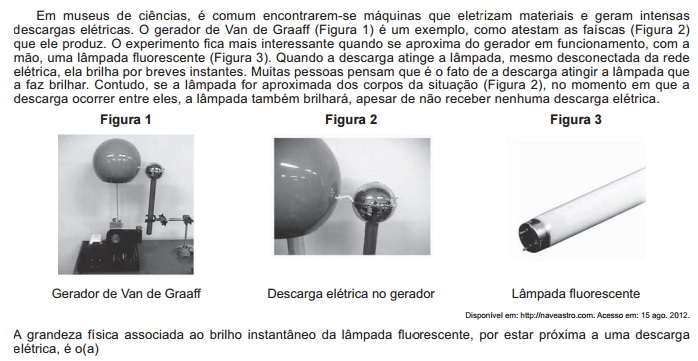 Em museus de ciências, é comum encontrarem-se máquinas que eletrizam materiais e geram intensas
descargas elétricas. O gerador de Van de Graaff (Figura 1) é um exemplo, como atestam as faíscas (Figura 2)
que ele produz. O experimento fica mais interessante quando se aproxima do gerador em funcionamento, com a
mão, uma lâmpada fluorescente (Figura 3). Quando a descarga atinge a lâmpada, mesmo desconectada da rede
elétrica, ela brilha por breves instantes. Muitas pessoas pensam que é o fato de a descarga atingir a lâmpada que
a faz brilhar. Contudo, se a lâmpada for aproximada dos corpos da situação (Figura 2), no momento em que a
descarga ocorrer entre eles, a lâmpada também brilhará, apesar de não receber nenhuma descarga elétrica.
Figura 1
Figura 2
Figura 3
Gerador de Van de Graaff
Descarga elétrica no gerador
Lâmpada fluorescente
Disponível em: http://naveastro.com. Acesso em: 15 ago. 2012.
A grandeza física associada ao brilho instantâneo da lâmpada fluorescente, por estar próxima a uma descarga
elétrica, é o(a)